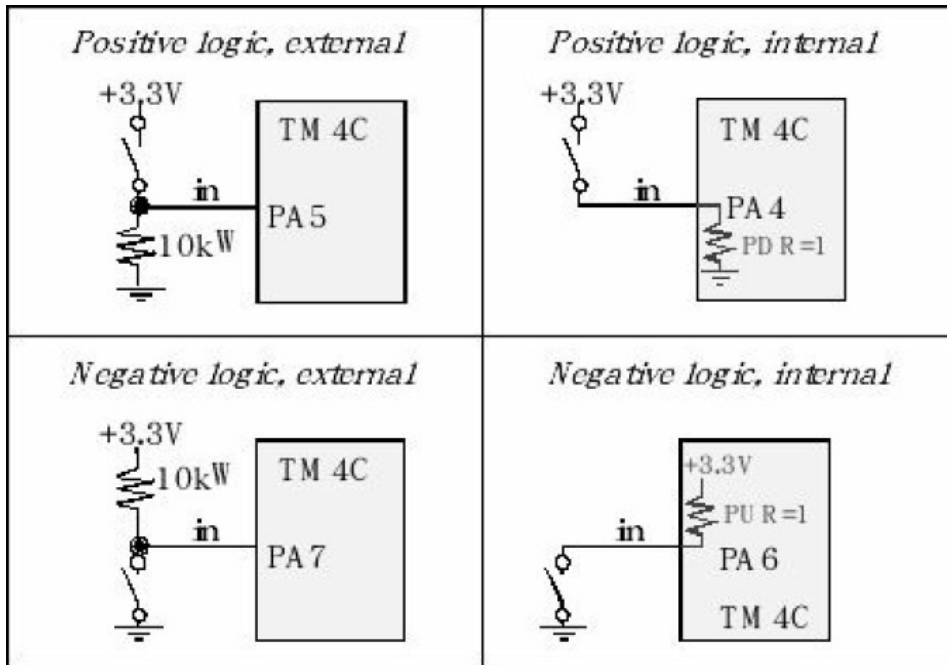 Positive logic, external
+3.3V
TM 4C
in
PA5
10kW
Positive logic, internal
+3.3V
TM 4C
in
PA4
PD R=1
Negative logic, external
+3.3V
10kW
TM 4C
in
PA7
Negative logic, internal
+3.3V
PU R=1
in
PA6
TM 4C